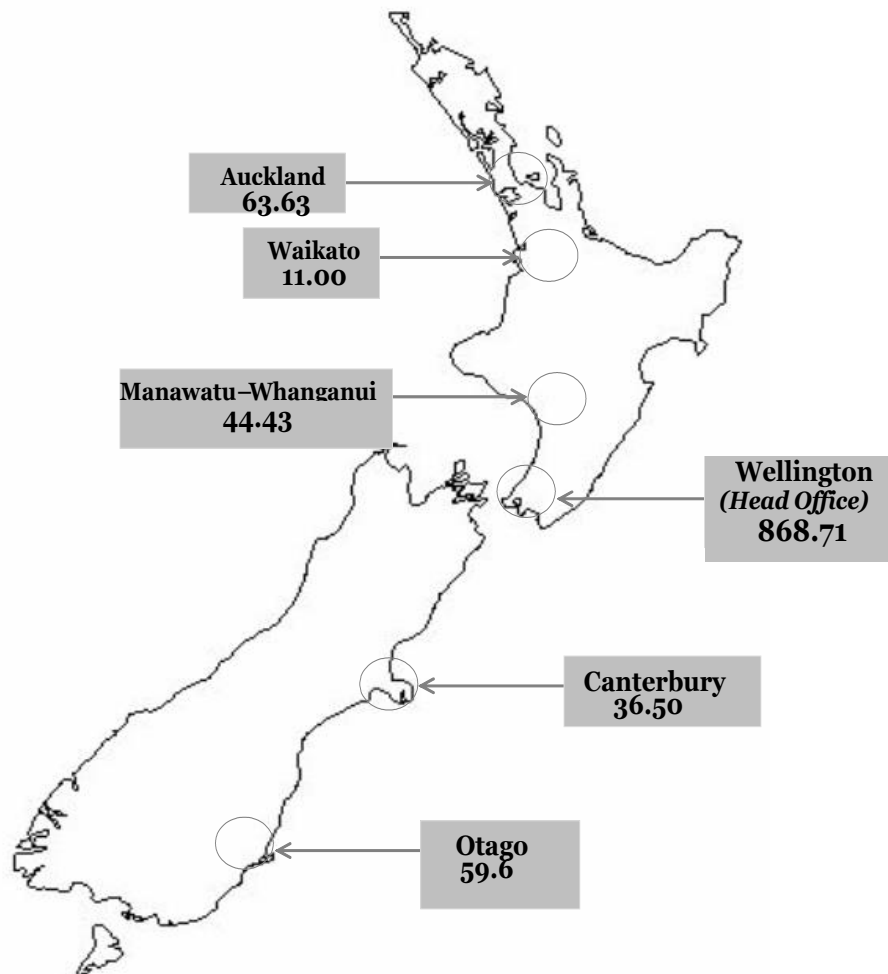 Auckland
63.63
Waikato
11.00
Manawatu–Whanganui
44.43
Wellington
(Head Office)
868.71
Canterbury
36.50
Otago
59.6